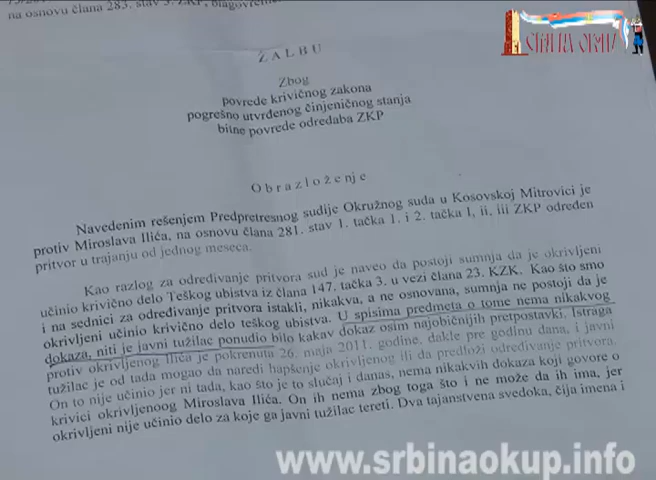 na osnovu člana 283. stav 3. ZKP, blagovremeno
СРБИ НА ОКУП
ŽALBU
Zbog
povrede krivičnog zakona
pogrešno utvrđenog činjeničnog stanja
bitne povrede odredaba ZKP
Obrazloženje
Navedenim rešenjem Predpretresnog sudije Okružnog suda u Kosovskoj Mitrovici je
protiv Miroslava Ilića, na osnovu člana 281. stav 1. tačka 1. i 2. tačka I, ii. iii ZKP određen
pritvor u trajanju od jednog meseca.
Kao razlog za određivanje pritvora sud je naveo da postoji sumnja da je okrivljeni
učinio krivično delo Teškog ubistva iz člana 147. tačka 3. u vezi člana 23. KZK. Kao što smo
i na sednici za određivanje pritvora istakli, nikakva, a ne osnovana, sumnja ne postoji da je
okrivljeni učinio krivično delo teškog ubistva. U spisima predmeta o tome nema nikakvog
dokaza, niti je javni tužilac ponudio bilo kakav dokaz osim najobičnijih pretpostavki. Istraga
protiv okrivljenog Ilića je pokrenuta 26. maja 2011. godine, dakle pre godinu dana, i javni
tužilac je od tada mogao da naredi hapšenje okrivljenog ili da predloži određivanje pritvora.
On to nije učinio jer ni tada, kao što je to slučaj i danas, nema nikakvih dokaza koji govore o
krivici okrivljenoog Miroslava Ilića. On ih nema zbog toga što i ne može da ih ima, jer
okrivljeni nije učinio delo za koje ga javni tužilac tereti. Dva tajanstvena svedoka, čija imena i
www.srbinaokup.info